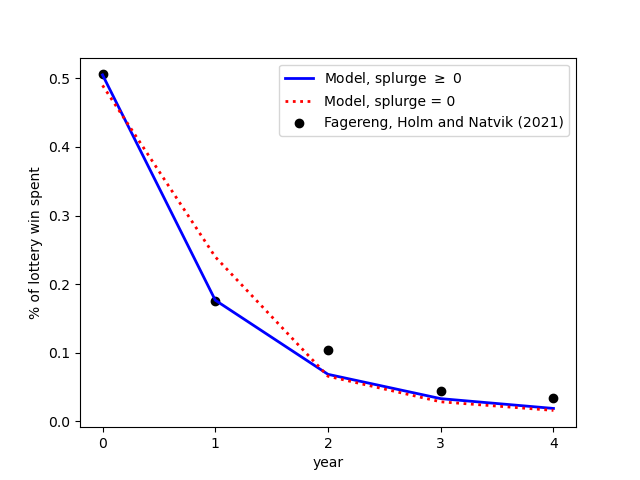 Model, splurge ≥ 0
Model, splurge = 0
Fagereng, Holm and Natvik (2021)
% of lottery win spent
0.5
0.4
0.3
0.2
0.1
0.0
0 1 2 3 4
year